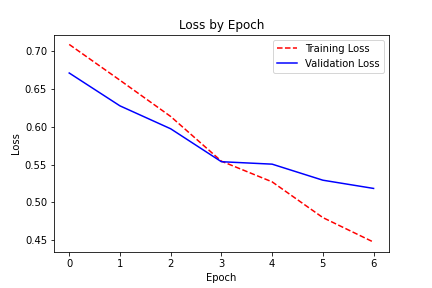 Loss by Epoch
Training Loss
Validation Loss
0.70
0.65
0.60
0.55
0.50
0.45
Loss
0 1 2 3 4 5 6
Epoch